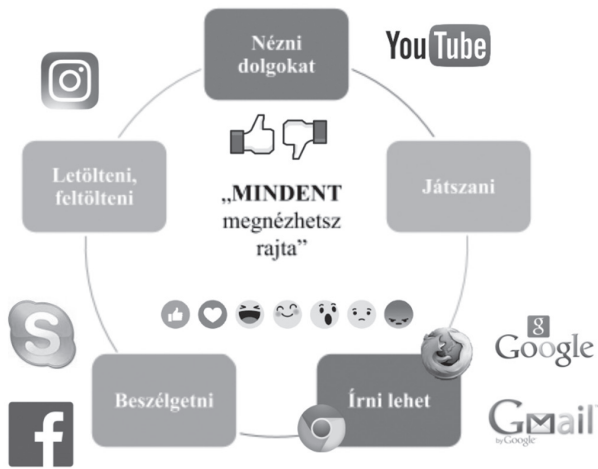 Nézni
dolgokat
YouTube
Letölteni,
feltölteni
„MINDENT
megnézhetsz
rajta”
Játszani
S
g
Google
Beszélgetni
Írni lehet
f
Gmail
by Google